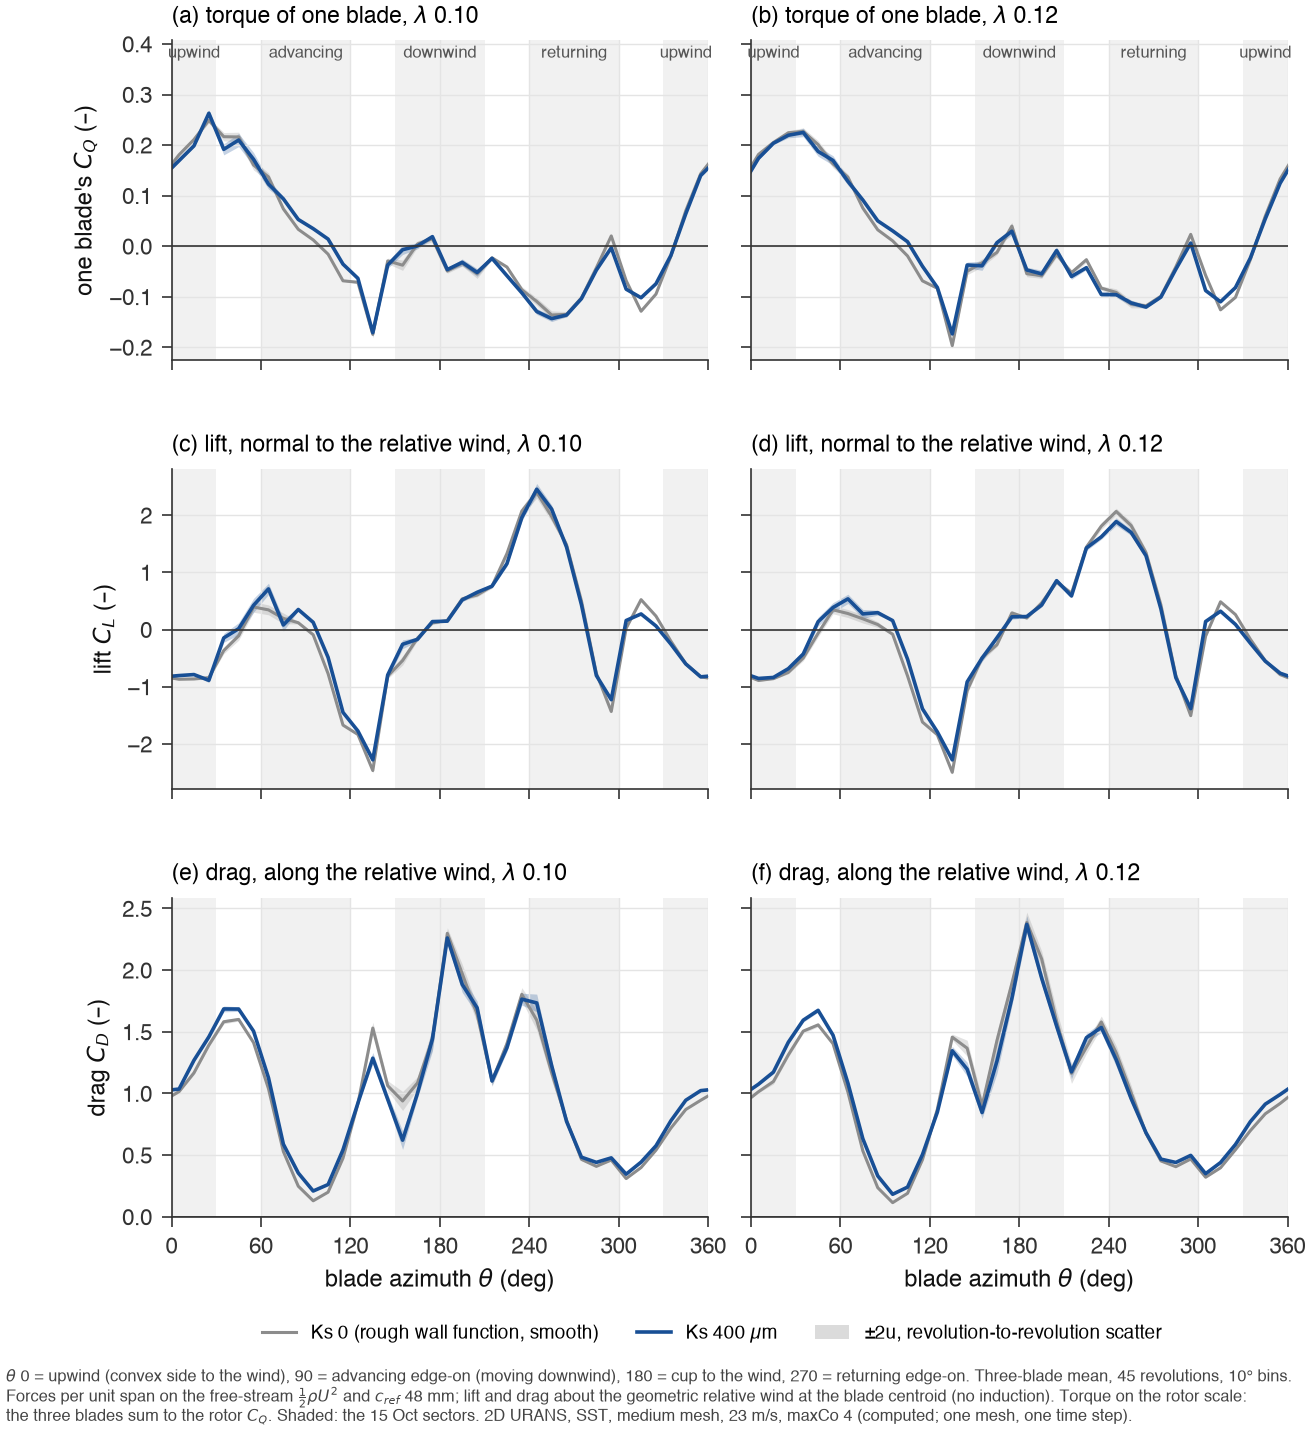 (a) torque of one blade, λ 0.10
(b) torque of one blade, λ 0.12
upwind advancing downwind returning upwind
upwind advancing downwind returning upwind
0.4
0.3
0.2
0.1
0.0
−0.1
−0.2
one blade's C_Q (–)
(c) lift, normal to the relative wind, λ 0.10
(d) lift, normal to the relative wind, λ 0.12
2
1
0
−1
−2
lift C_L (–)
(e) drag, along the relative wind, λ 0.10
(f) drag, along the relative wind, λ 0.12
2.5
2.0
1.5
1.0
0.5
0.0
drag C_D (–)
0 60 120 180 240 300 360
0 60 120 180 240 300 360
blade azimuth θ (deg)
blade azimuth θ (deg)
Ks 0 (rough wall function, smooth)
Ks 400 μm
±2u, revolution-to-revolution scatter
θ 0 = upwind (convex side to the wind), 90 = advancing edge-on (moving downwind), 180 = cup to the wind, 270 = returning edge-on. Three-blade mean, 45 revolutions, 10° bins.
Forces per unit span on the free-stream ½ρU² and c_ref 48 mm; lift and drag about the geometric relative wind at the blade centroid (no induction). Torque on the rotor scale:
the three blades sum to the rotor C_Q. Shaded: the 15 Oct sectors. 2D URANS, SST, medium mesh, 23 m/s, maxCo 4 (computed; one mesh, one time step).